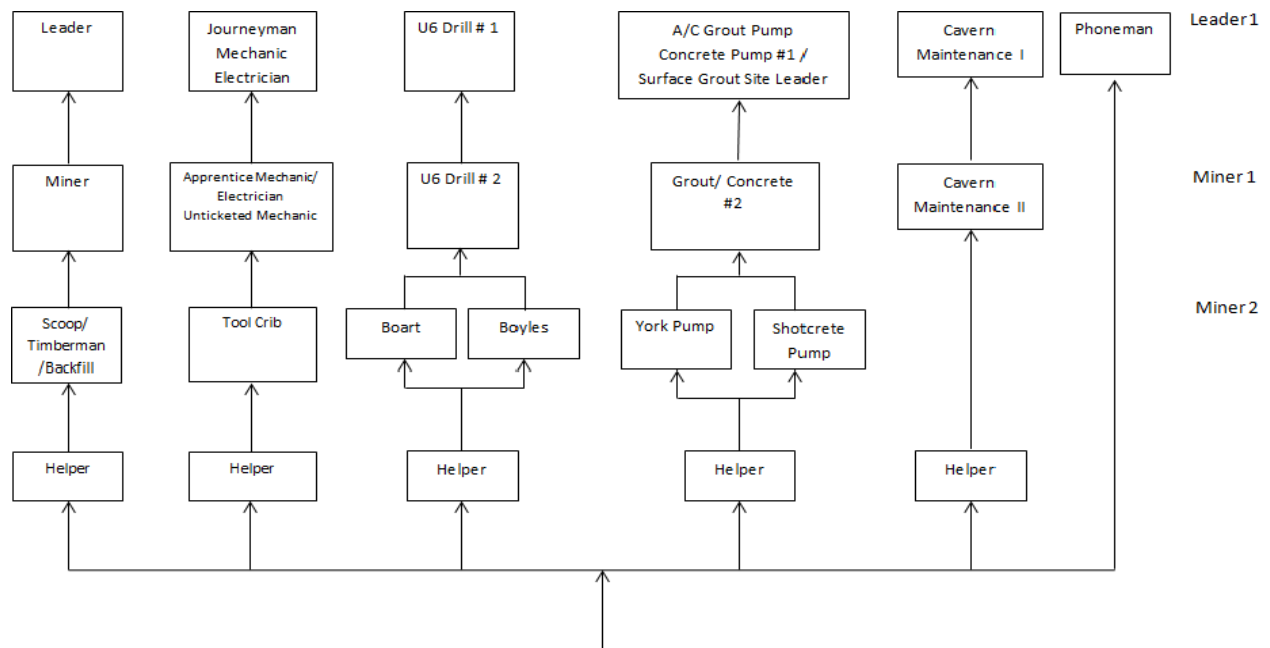 Leader
Journeyman
Mechanic
Electrician
U6 Drill # 1
A/C Grout Pump
Concrete Pump #1 /
Surface Grout Site Leader
Cavern
Maintenance I
Phoneman
Leader 1
Miner
Apprentice Mechanic/
Electrician
Unticketed Mechanic
U6 Drill # 2
Grout/ Concrete
#2
Cavern
Maintenance II
Miner 1
Scoop/
Timberman
/Backfill
Tool Crib
Boart
Boyles
York Pump
Shotcrete
Pump
Miner 2
Helper
Helper
Helper
Helper
Helper